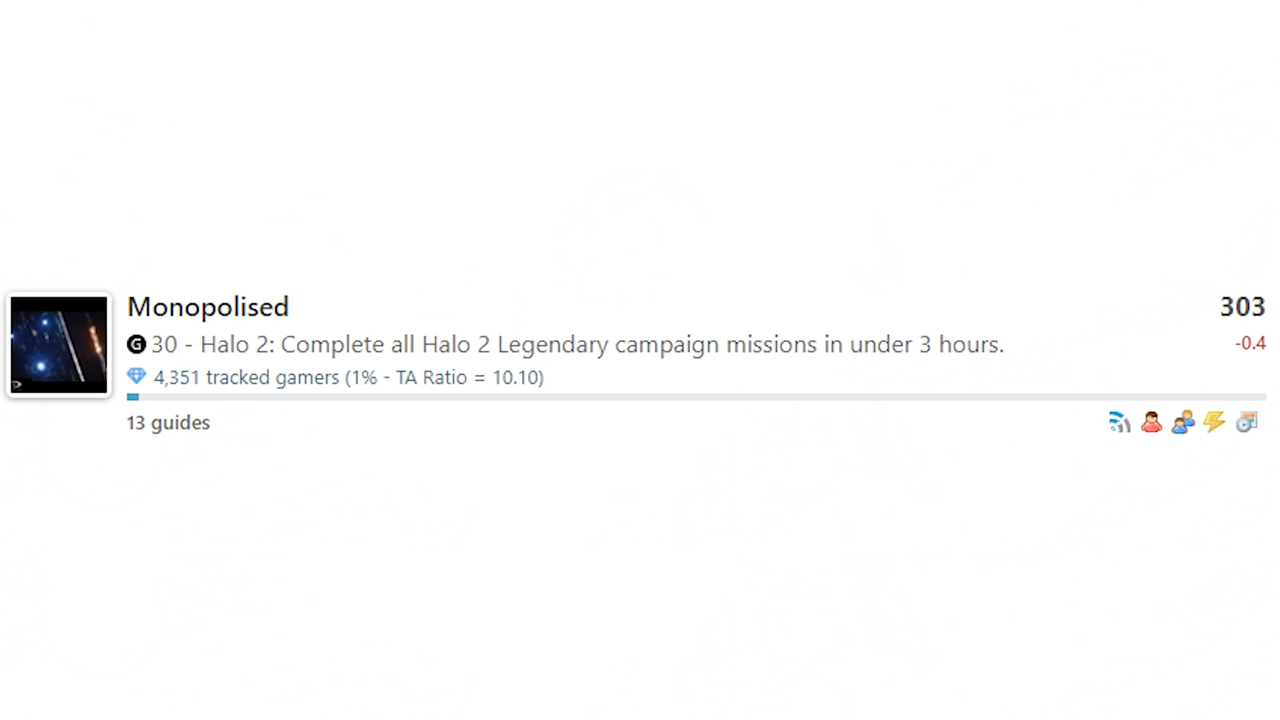 Monopolised
303
G 30 - Halo 2: Complete all Halo 2 Legendary campaign missions in under 3 hours.
-0.4
4,351 tracked gamers (1% - TA Ratio = 10.10)
13 guides